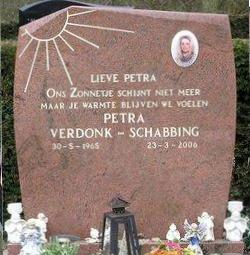 LIEVE PETRA
ONS ZONNETJE SCHIJNT NIET MEER
MAAR JE WARMTE BLIJVEN WE VOELEN
PETRA
VERDONK - SCHABBING
30-5-1965 23-3-2006